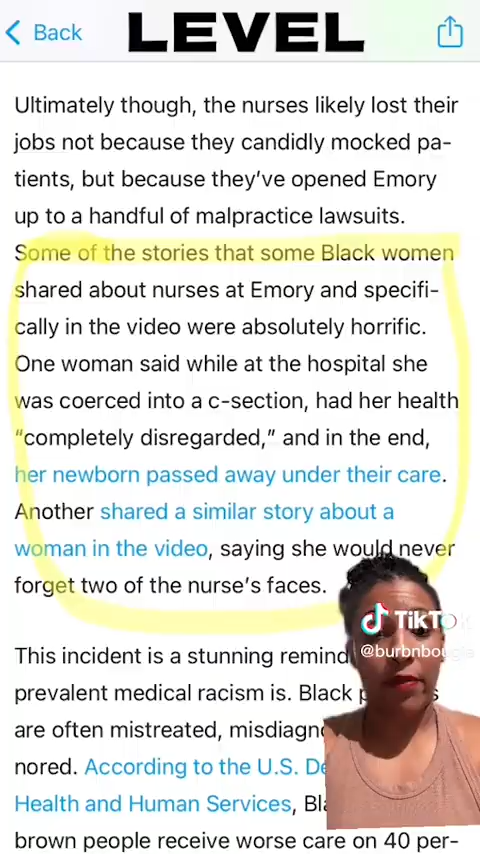 Back
LEVEL
Ultimately though, the nurses likely lost their
jobs not because they candidly mocked pa-
tients, but because they've opened Emory
up to a handful of malpractice lawsuits.
Some of the stories that some Black women
shared about nurses at Emory and specifi-
cally in the video were absolutely horrific.
One woman said while at the hospital she
was coerced into a c-section, had her health
“completely disregarded,” and in the end,
her newborn passed away under their care.
Another shared a similar story about a
woman in the video, saying she would never
forget two of the nurse's faces.
TikTok
@burbnbougie
This incident is a stunning remind
prevalent medical racism is. Black p
are often mistreated, misdiagn
nored. According to the U.S. De
Health and Human Services, Bla
brown people receive worse care on 40 per-